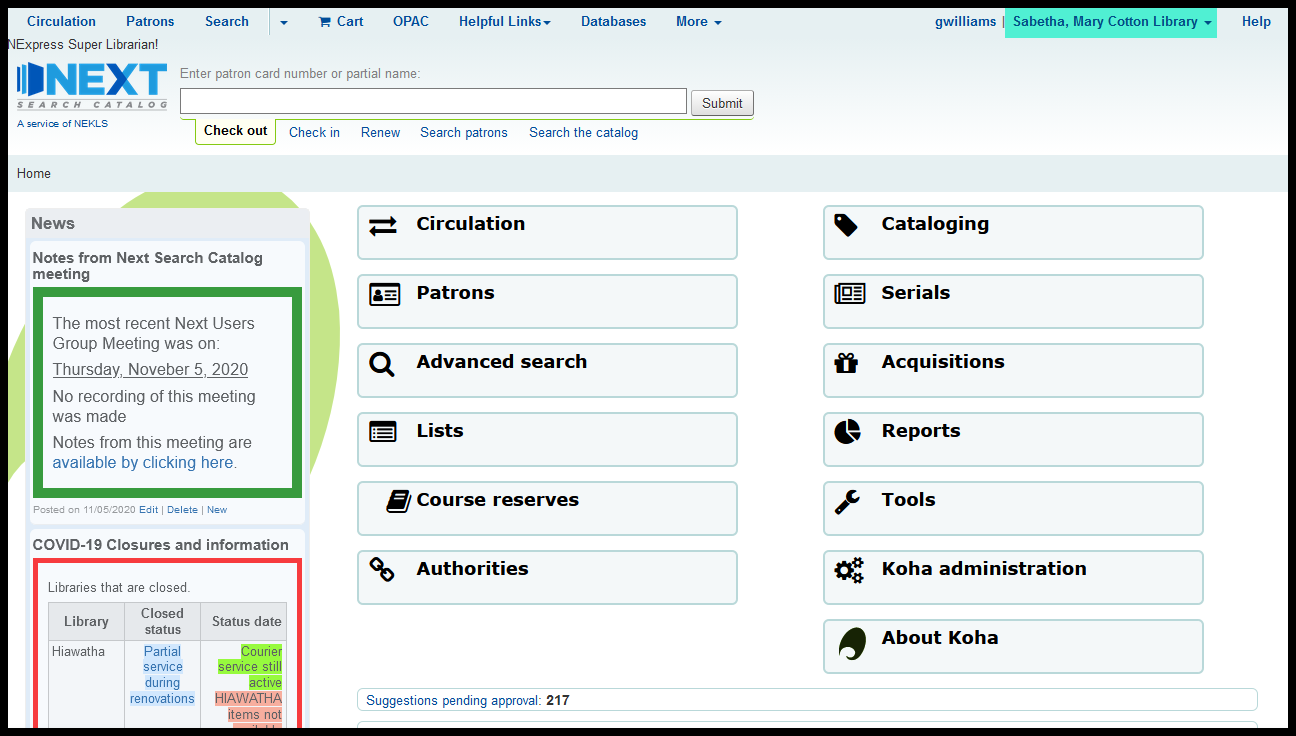 Circulation Patrons Search Cart OPAC Helpful Links Databases More gwilliams | Sabetha, Mary Cotton Library Help
NExpress Super Librarian!
NEXT
SEARCH CATALOG
A service of NEKLS
Enter patron card number or partial name:
Submit
Check out Check in Renew Search patrons Search the catalog
Home
News
Notes from Next Search Catalog
meeting
The most recent Next Users
Group Meeting was on:
Thursday, Noveber 5, 2020
No recording of this meeting
was made
Notes from this meeting are
available by clicking here.
Posted on 11/05/2020 Edit | Delete | New
COVID-19 Closures and information
Libraries that are closed.
Library Closed status Status date
Hiawatha
Partial
service
during
renovations
Courier
service still
active
HIAWATHA
items not
Circulation
Patrons
Advanced search
Lists
Course reserves
Authorities
Cataloging
Serials
Acquisitions
Reports
Tools
Koha administration
About Koha
Suggestions pending approval: 217